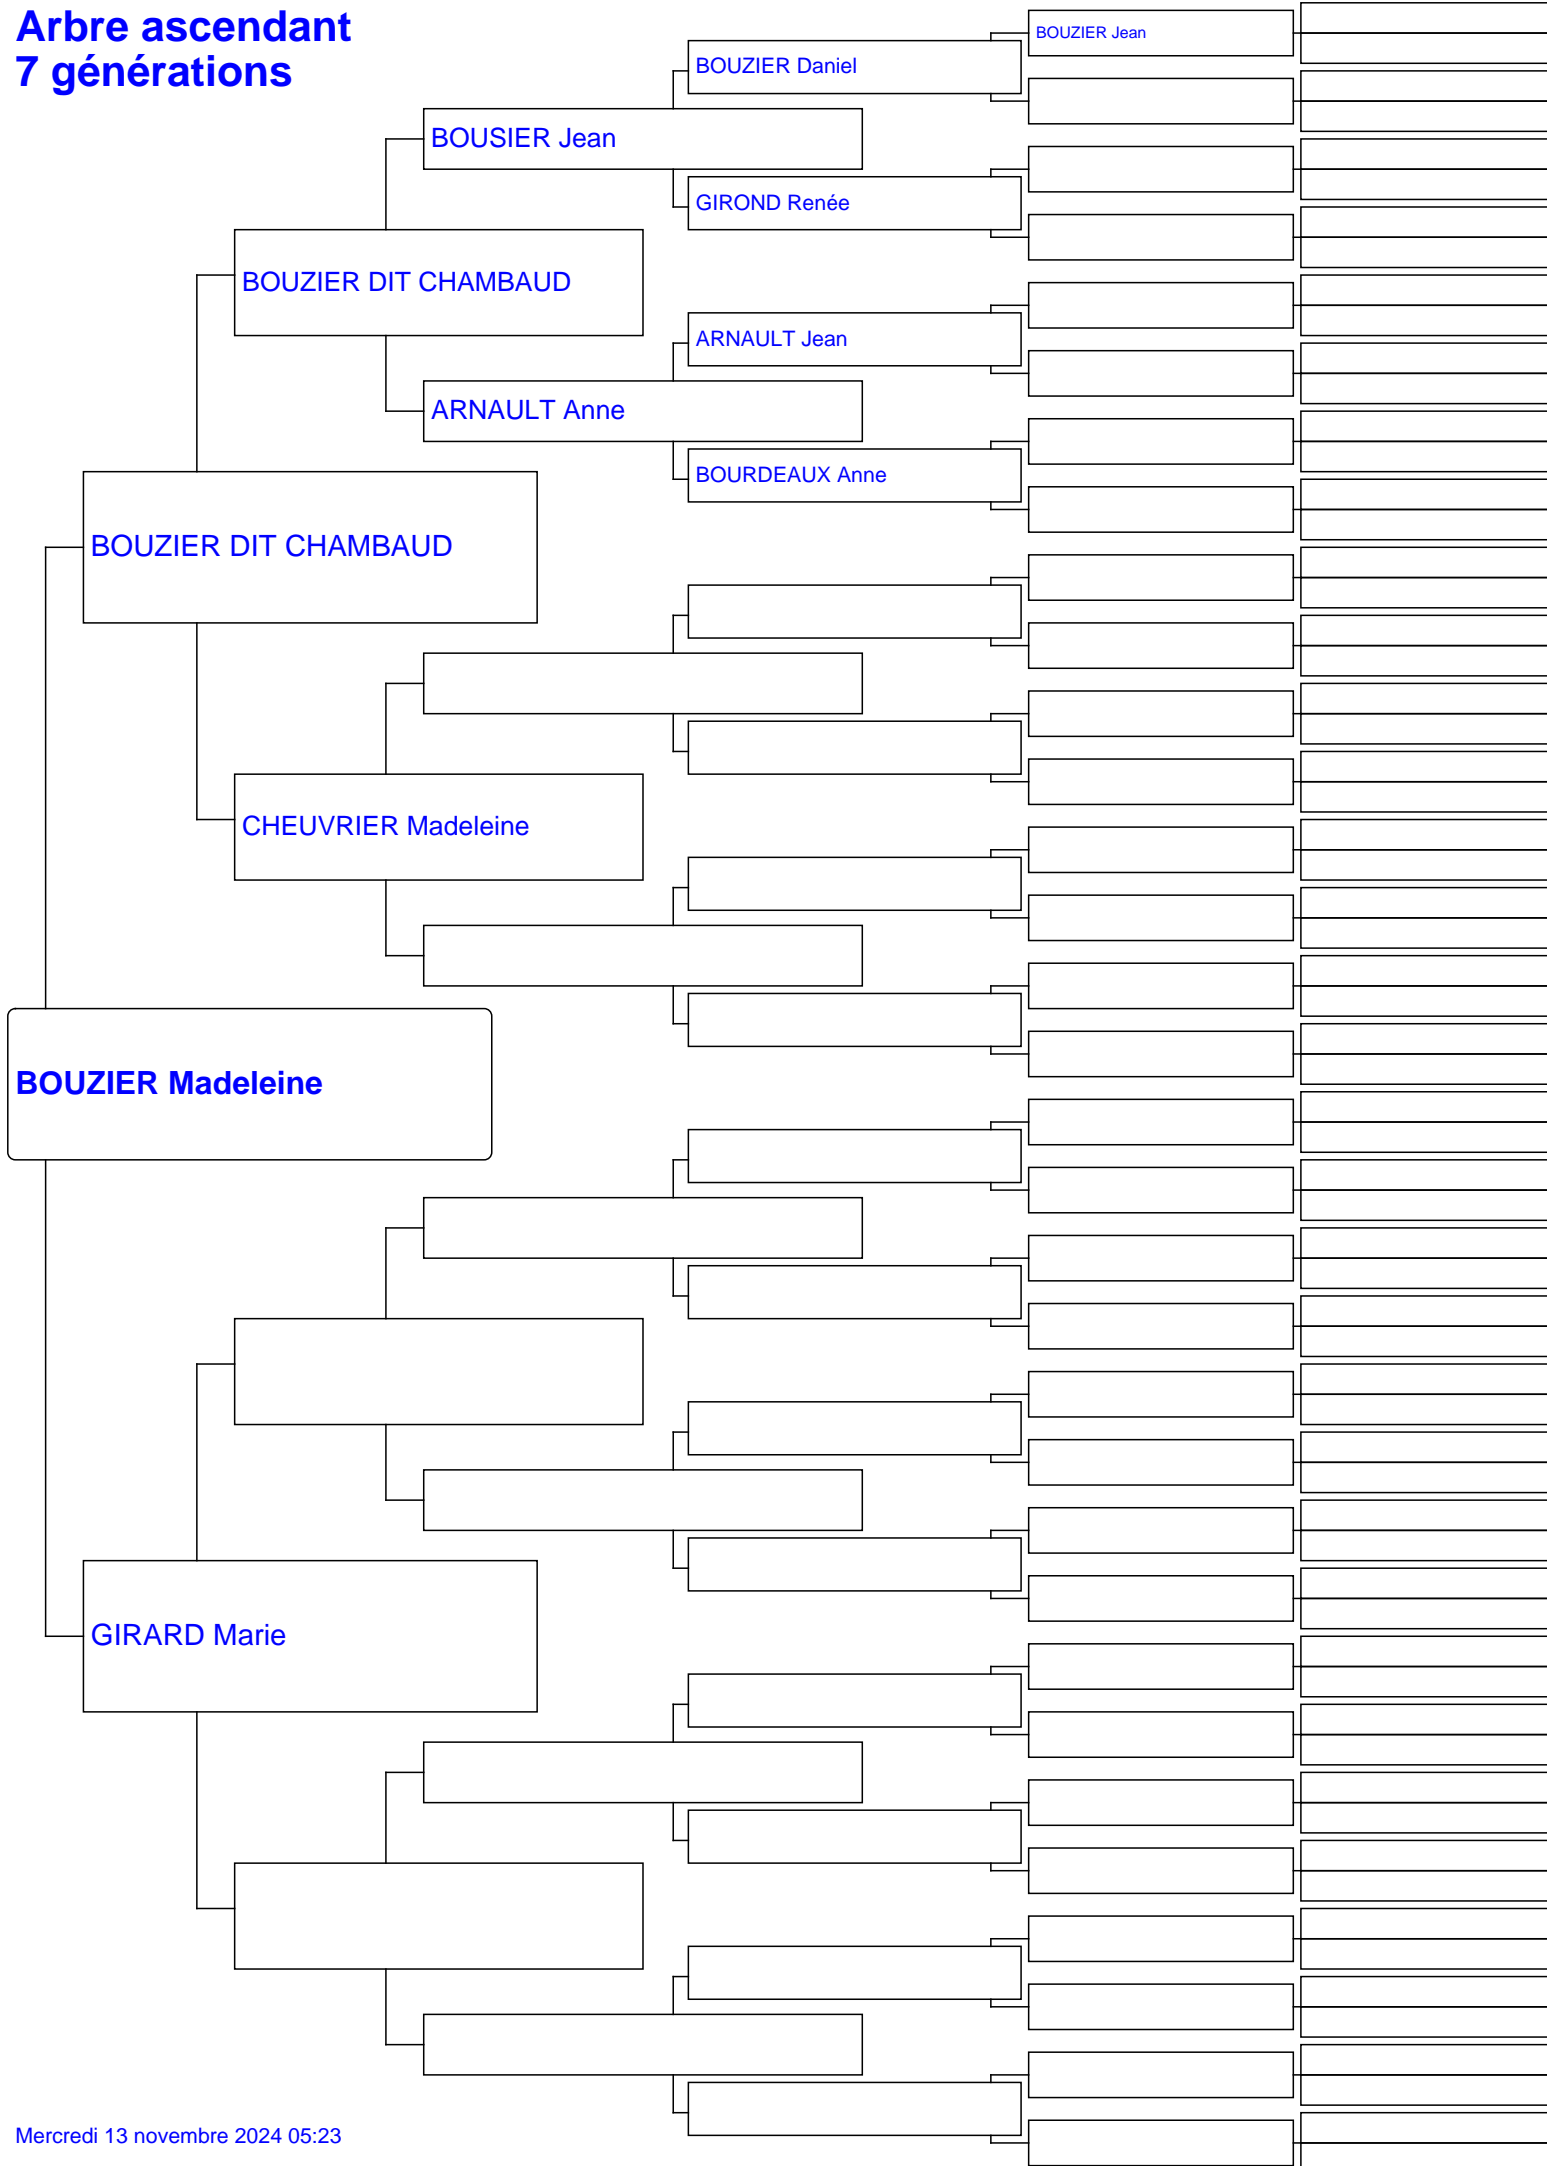 Arbre ascendant
7 générations
BOUZIER Jean
BOUZIER Daniel
BOUSIER Jean
GIROND Renée
BOUZIER DIT CHAMBAUD
ARNAULT Jean
ARNAULT Anne
BOURDEAUX Anne
BOUZIER DIT CHAMBAUD
CHEUVRIER Madeleine
BOUZIER Madeleine
GIRARD Marie
Mercredi 13 novembre 2024 05:23